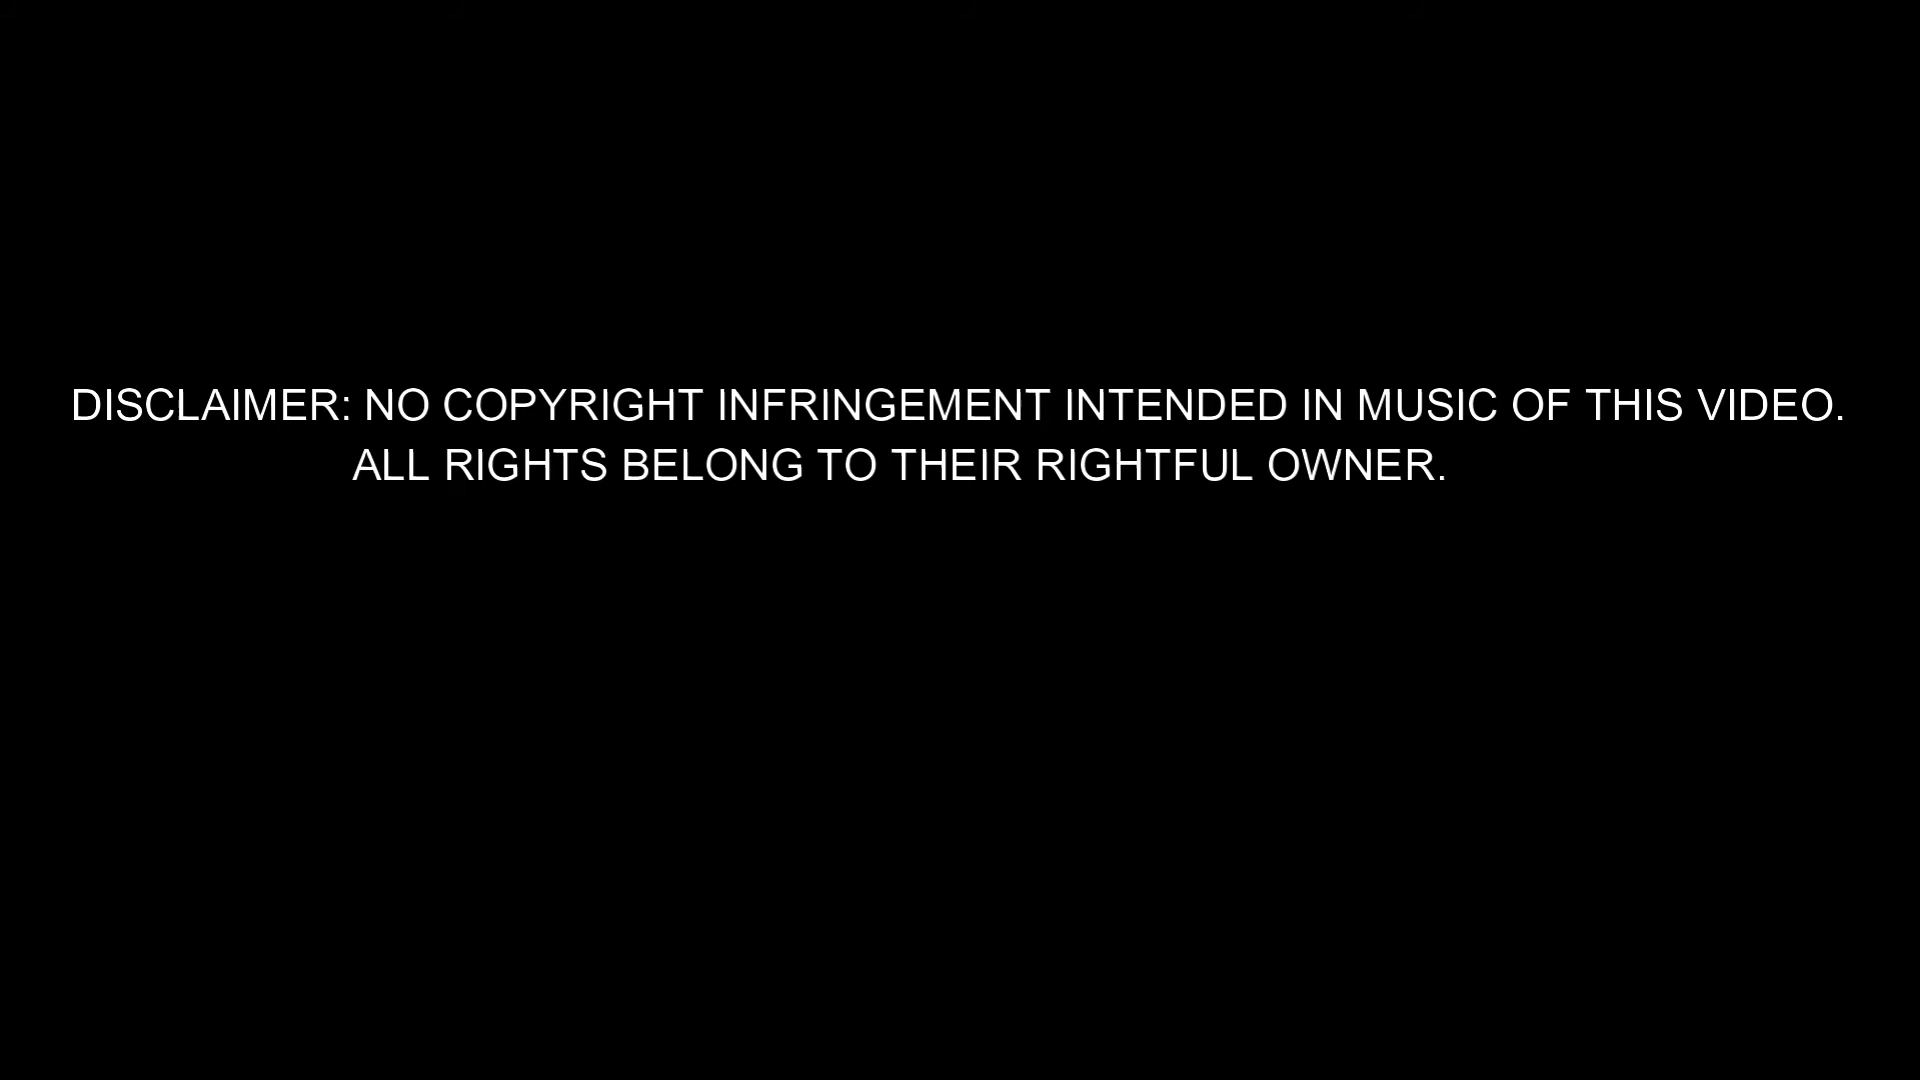 DISCLAIMER: NO COPYRIGHT INFRINGEMENT INTENDED IN MUSIC OF THIS VIDEO.
ALL RIGHTS BELONG TO THEIR RIGHTFUL OWNER.